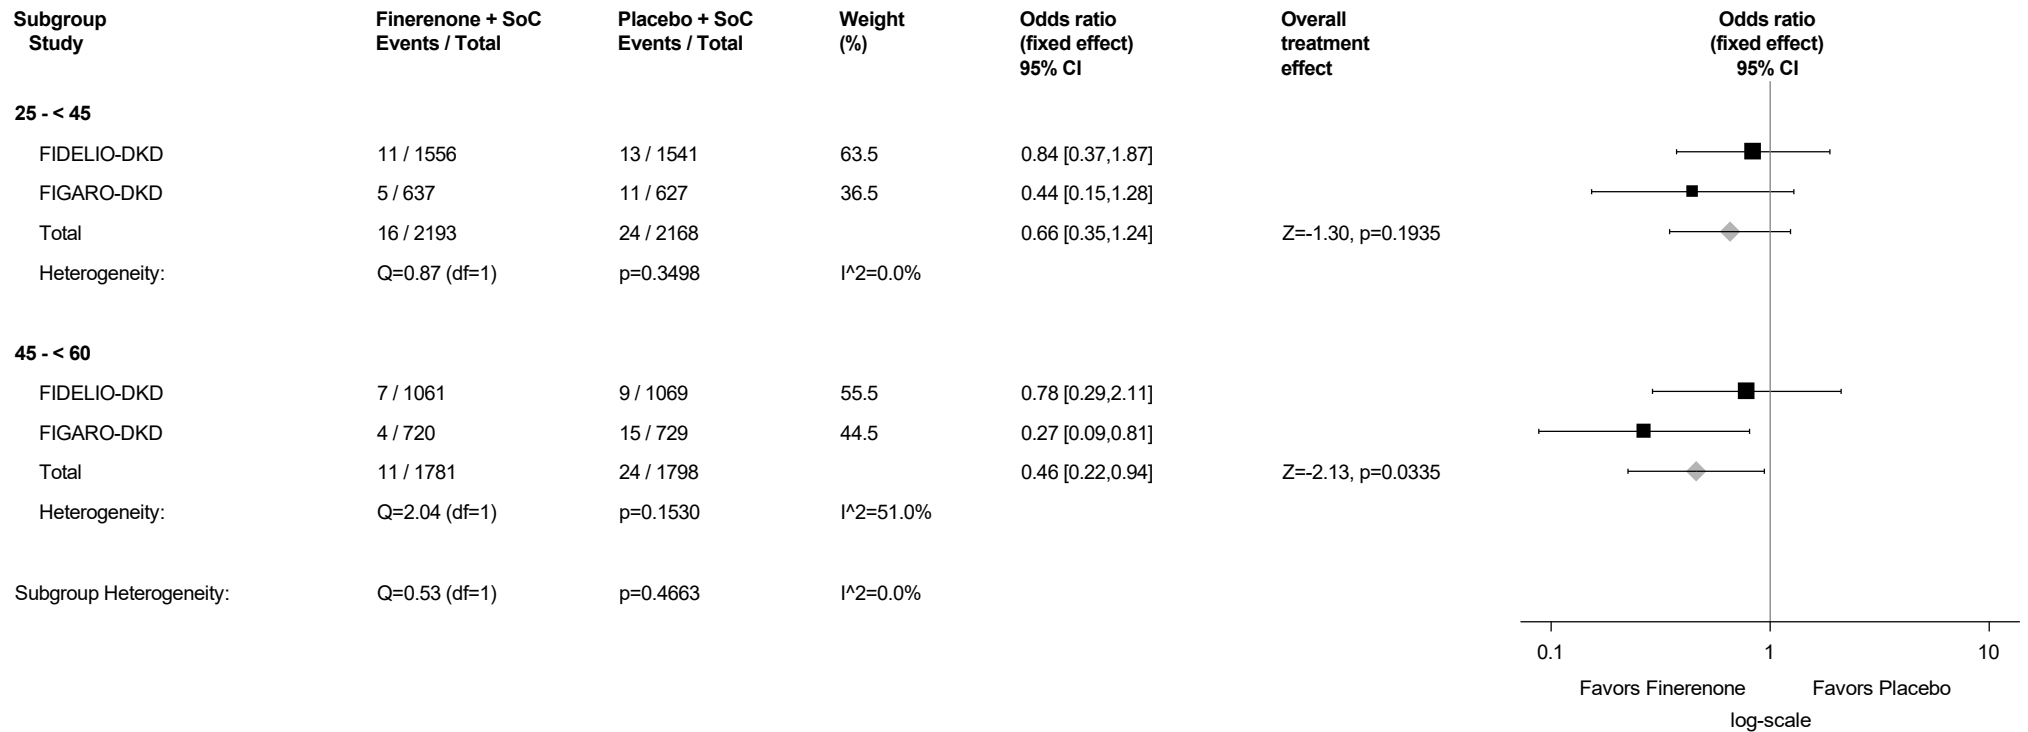 Subgroup Finerenone + SoC Placebo + SoC Weight Odds ratio Overall Odds ratio
Study Events / Total Events / Total (%) (fixed effect) treatment (fixed effect)
95% CI effect 95% CI
25 - < 45
FIDELIO-DKD 11 / 1556 13 / 1541 63.5 0.84 [0.37,1.87]
FIGARO-DKD 5 / 637 11 / 627 36.5 0.44 [0.15,1.28]
Total 16 / 2193 24 / 2168 0.66 [0.35,1.24] Z=-1.30, p=0.1935
Heterogeneity: Q=0.87 (df=1) p=0.3498 I^2=0.0%
45 - < 60
FIDELIO-DKD 7 / 1061 9 / 1069 55.5 0.78 [0.29,2.11]
FIGARO-DKD 4 / 720 15 / 729 44.5 0.27 [0.09,0.81]
Total 11 / 1781 24 / 1798 0.46 [0.22,0.94] Z=-2.13, p=0.0335
Heterogeneity: Q=2.04 (df=1) p=0.1530 I^2=51.0%
Subgroup Heterogeneity: Q=0.53 (df=1) p=0.4663 I^2=0.0%
0.1 1 10
Favors Finerenone Favors Placebo
log-scale